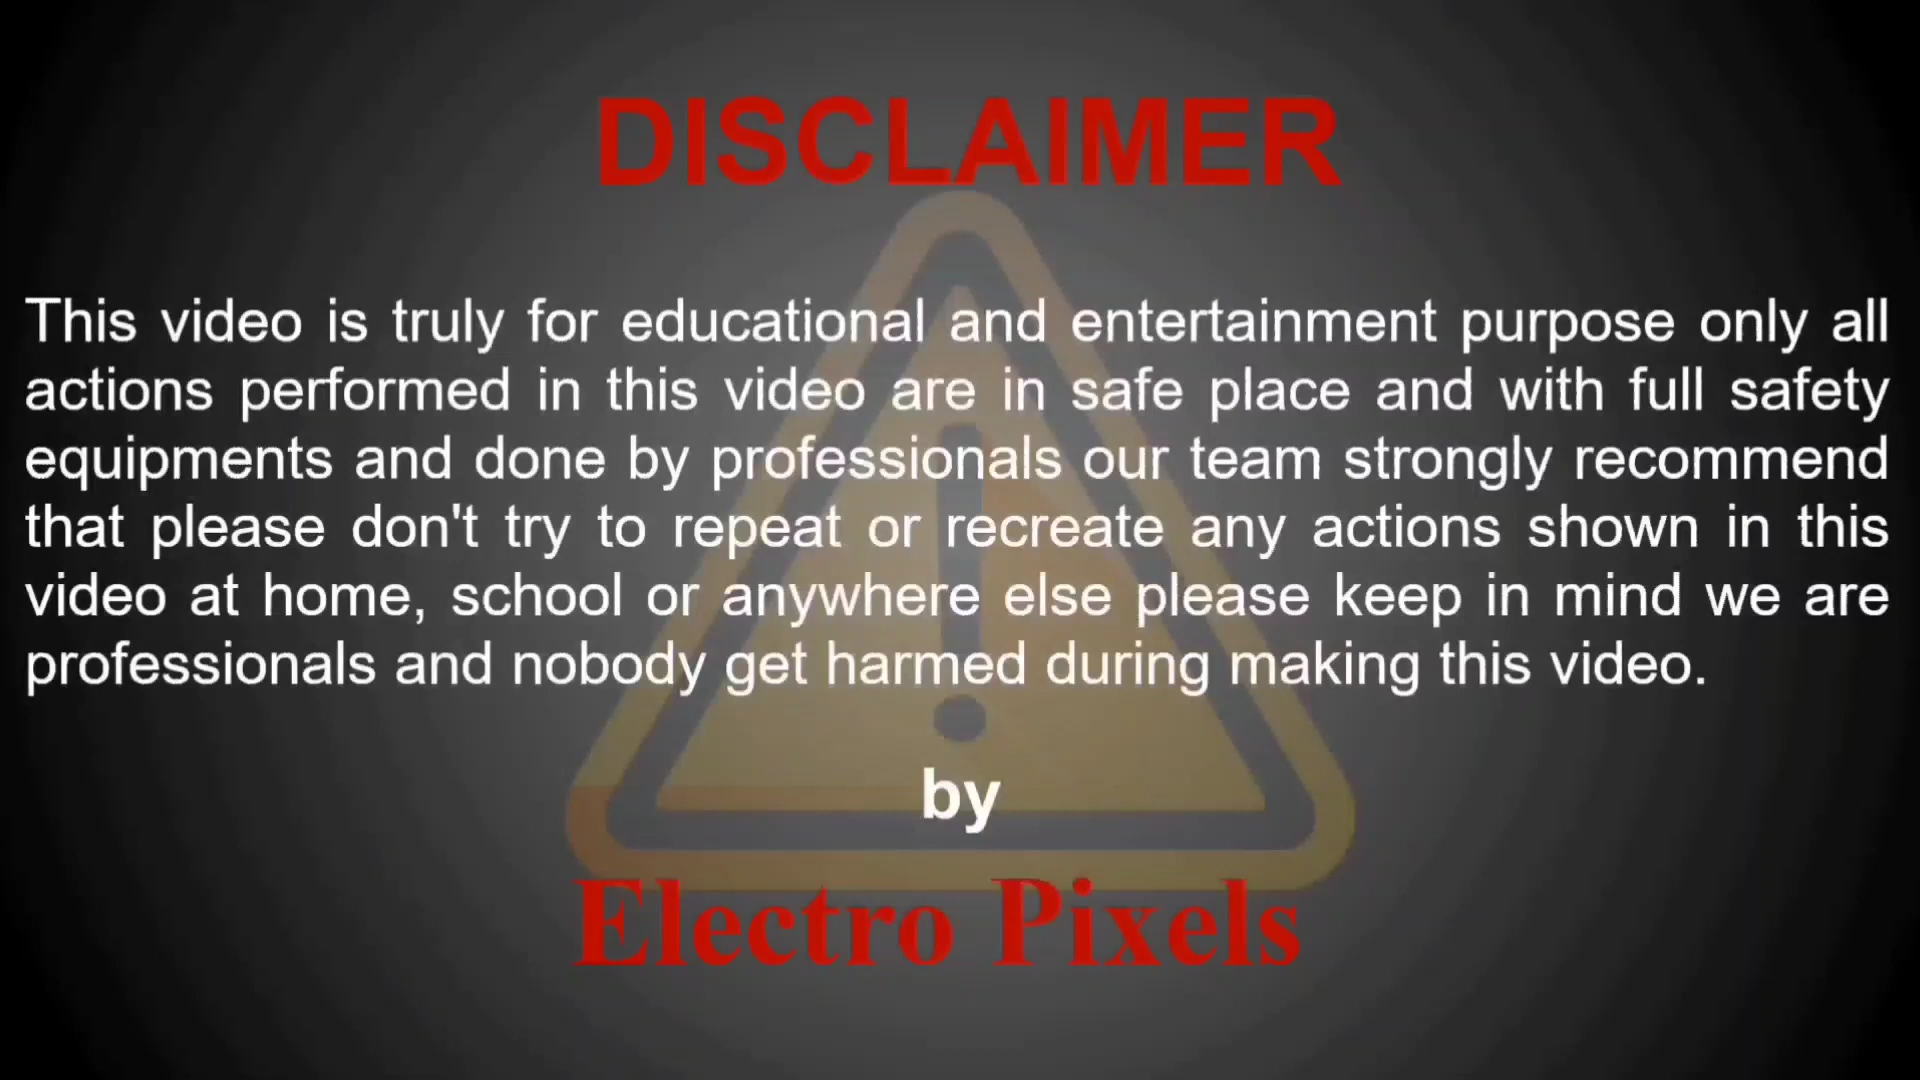 DISCLAIMER
This video is truly for educational and entertainment purpose only all
actions performed in this video are in safe place and with full safety
equipments and done by professionals our team strongly recommend
that please don't try to repeat or recreate any actions shown in this
video at home, school or anywhere else please keep in mind we are
professionals and nobody get harmed during making this video.
by
Electro Pixels